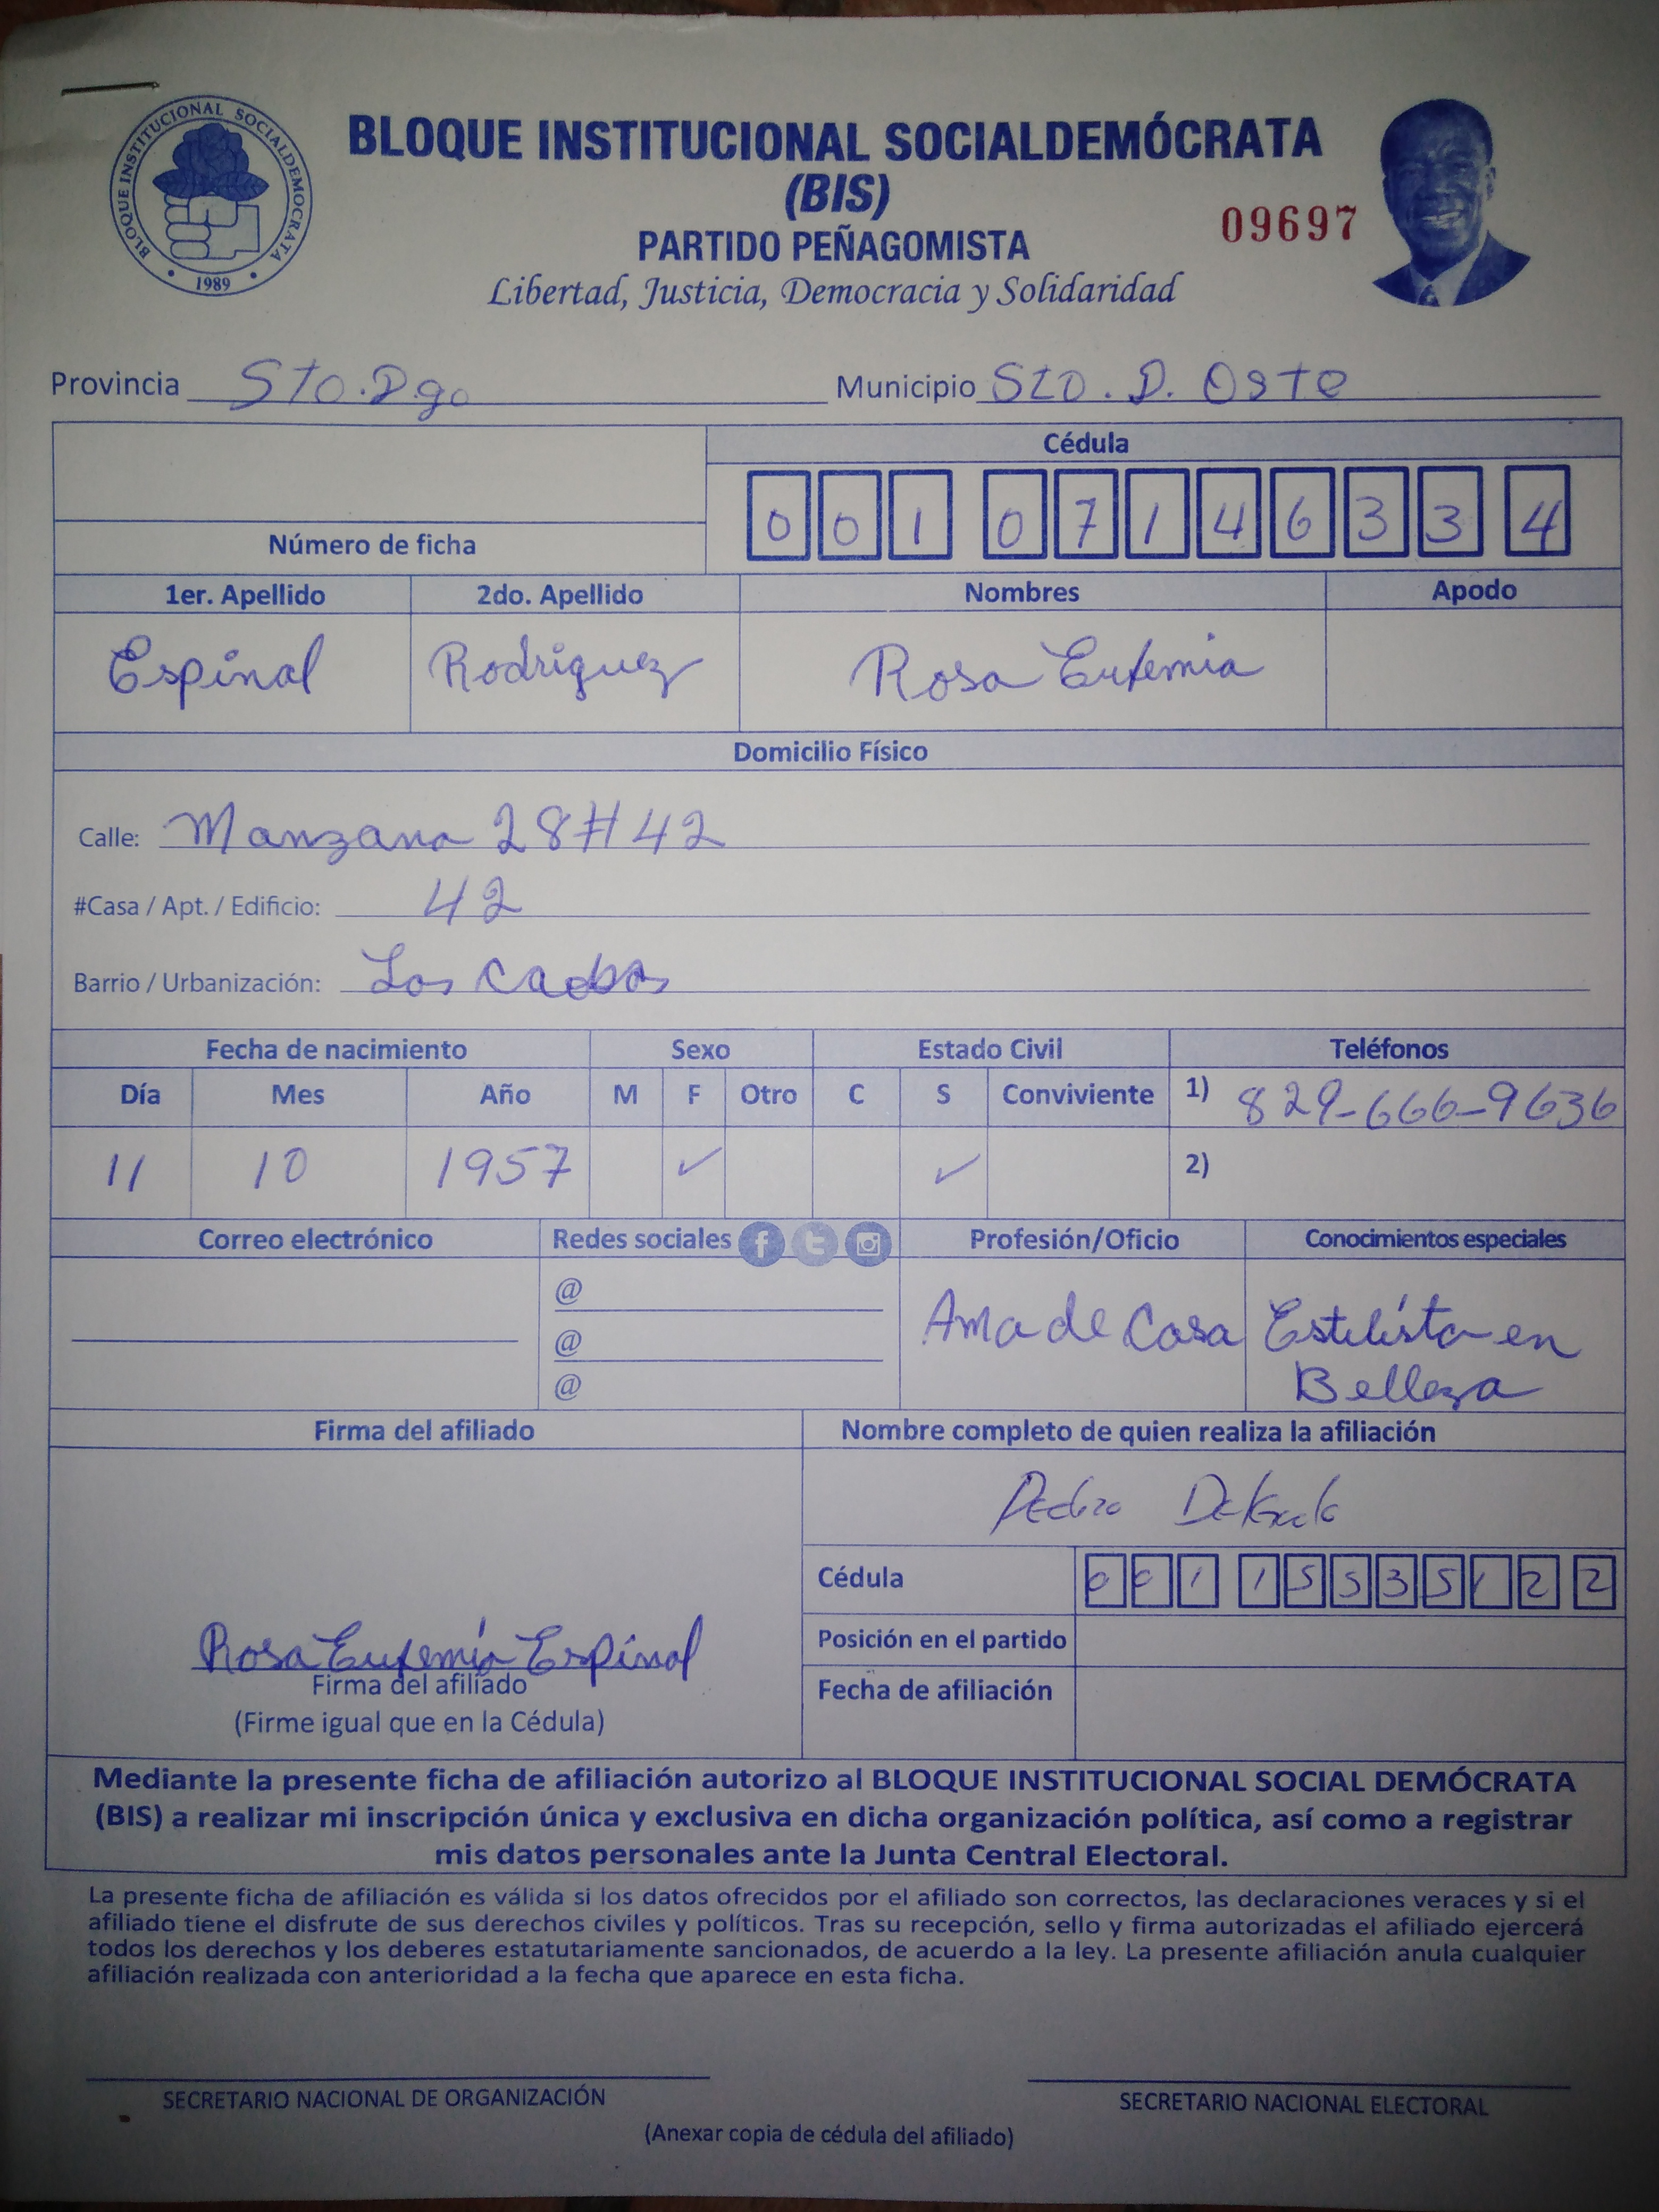 BLOQUE INSTITUCIONAL SOCIALDEMOCRATA
1989
BLOQUE INSTITUCIONAL SOCIALDEMÓCRATA
(BIS)
09697
PARTIDO PEÑAGOMISTA
Libertad, Justicia, Democracia y Solidaridad
Provincia Sto. Dgo Municipio Sto. D. Oste
Cédula
0 0 1 0 7 1 4 6 3 3 4
Número de ficha
1er. Apellido 2do. Apellido Nombres Apodo
Espinal Rodriguez Rosa Eufemia
Domicilio Físico
Calle: Manzana 28#42
#Casa / Apt. / Edificio: 42
Barrio / Urbanización: Los
Fecha de nacimiento Sexo Estado Civil Teléfonos
Día Mes Año M F Otro C S Conviviente 1) 829-666-9636
11 10 1957 ✓ ✓ 2)
Correo electrónico Redes sociales Profesión/Oficio Conocimientos especiales
@
@
@
Ama de Casa Estilista en
Belleza
Firma del afiliado Nombre completo de quien realiza la afiliación
Pedro
Cédula 0 0 1 1 5 5 3 5 1 2 2
Rosa Eufemia Espinal
Firma del afiliado
(Firme igual que en la Cédula)
Posición en el partido
Fecha de afiliación
Mediante la presente ficha de afiliación autorizo al BLOQUE INSTITUCIONAL SOCIAL DEMÓCRATA
(BIS) a realizar mi inscripción única y exclusiva en dicha organización política, así como a registrar
mis datos personales ante la Junta Central Electoral.
La presente ficha de afiliación es válida si los datos ofrecidos por el afiliado son correctos, las declaraciones veraces y si el
afiliado tiene el disfrute de sus derechos civiles y políticos. Tras su recepción, sello y firma autorizadas el afiliado ejercerá
todos los derechos y los deberes estatutariamente sancionados, de acuerdo a la ley. La presente afiliación anula cualquier
afiliación realizada con anterioridad a la fecha que aparece en esta ficha.
SECRETARIO NACIONAL DE ORGANIZACIÓN SECRETARIO NACIONAL ELECTORAL
(Anexar copia de cédula del afiliado)